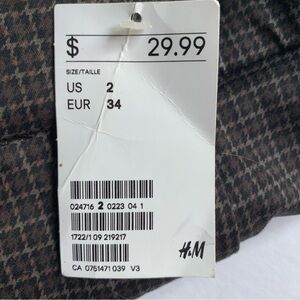 $ 29.99
SIZE/TAILLE
US 2
EUR 34
024716 2 0223 04 1
1722/1 09 219217
H&M
CA 0751471 039 V3